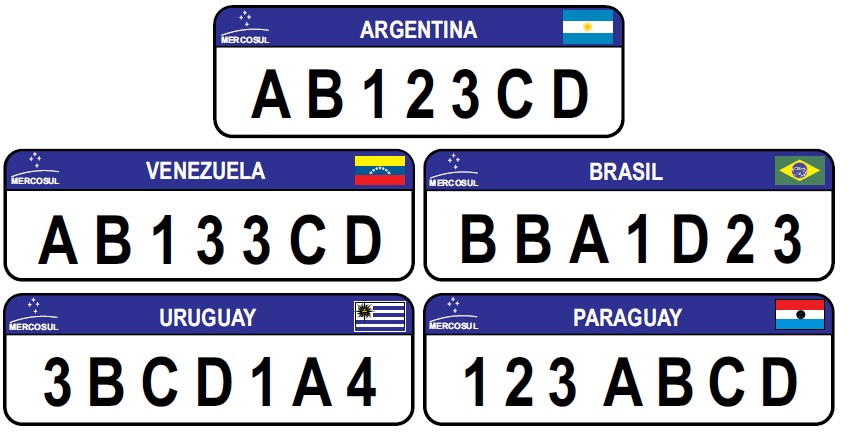 ARGENTINA
MERCOSUL
AB123CD
VENEZUELA
MERCOSUL
AB133CD
BRASIL
MERCOSUL
BBA1D23
URUGUAY
MERCOSUL
3BCD1A4
PARAGUAY
MERCOSUL
123 ABCD